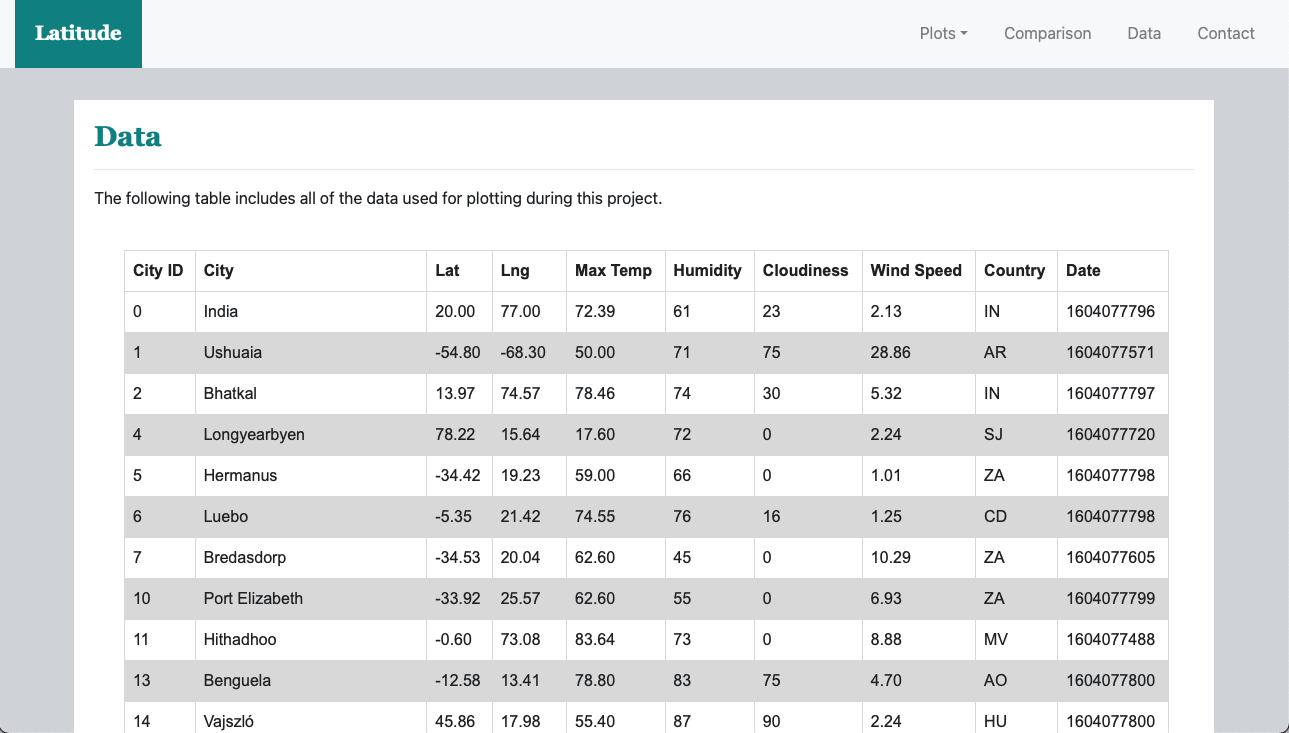 Latitude Plots Comparison Data Contact
Data
The following table includes all of the data used for plotting during this project.
City ID City Lat Lng Max Temp Humidity Cloudiness Wind Speed Country Date
0 India 20.00 77.00 72.39 61 23 2.13 IN 1604077796
1 Ushuaia -54.80 -68.30 50.00 71 75 28.86 AR 1604077571
2 Bhatkal 13.97 74.57 78.46 74 30 5.32 IN 1604077797
4 Longyearbyen 78.22 15.64 17.60 72 0 2.24 SJ 1604077720
5 Hermanus -34.42 19.23 59.00 66 0 1.01 ZA 1604077798
6 Luebo -5.35 21.42 74.55 76 16 1.25 CD 1604077798
7 Bredasdorp -34.53 20.04 62.60 45 0 10.29 ZA 1604077605
10 Port Elizabeth -33.92 25.57 62.60 55 0 6.93 ZA 1604077799
11 Hithadhoo -0.60 73.08 83.64 73 0 8.88 MV 1604077488
13 Benguela -12.58 13.41 78.80 83 75 4.70 AO 1604077800
14 Vajszló 45.86 17.98 55.40 87 90 2.24 HU 1604077800